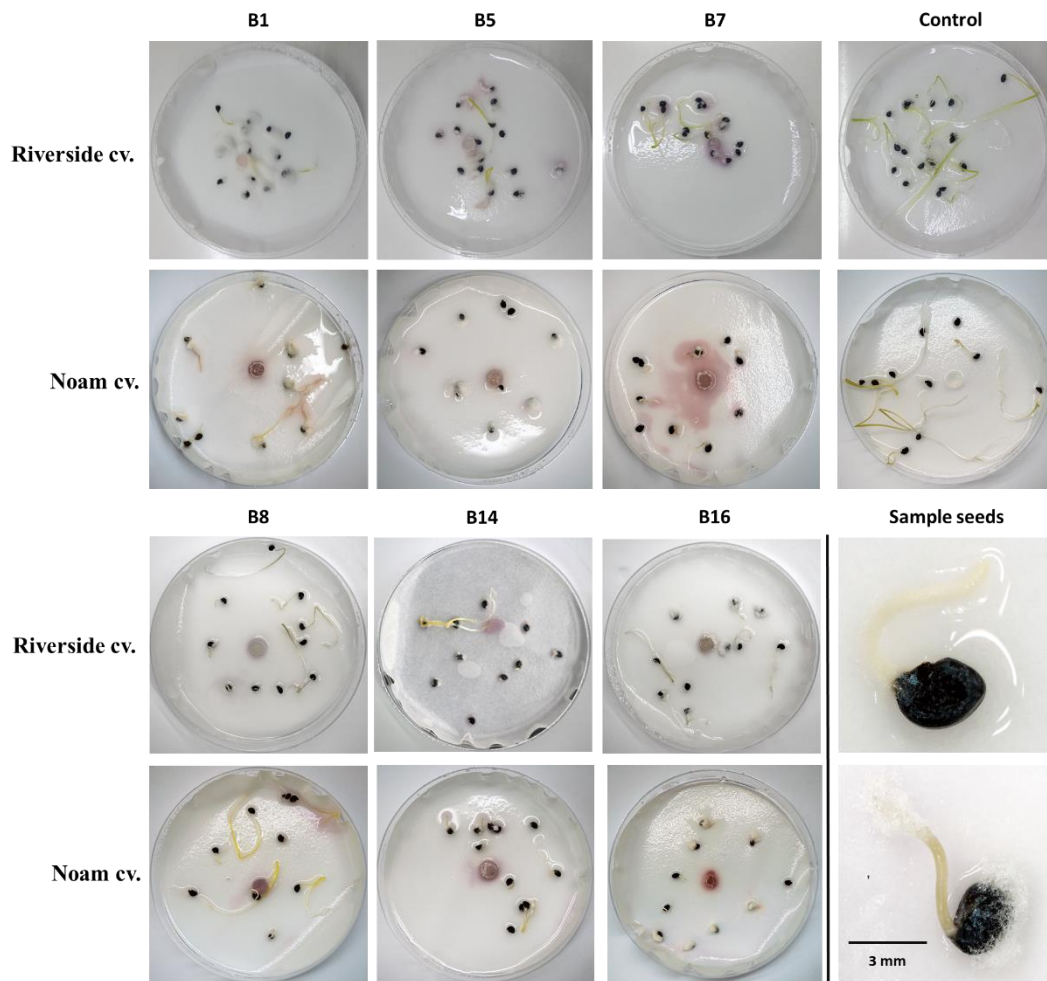 B1 B5 B7 Control
Riverside cv.
Noam cv.
B8 B14 B16 Sample seeds
Riverside cv.
Noam cv.
3 mm